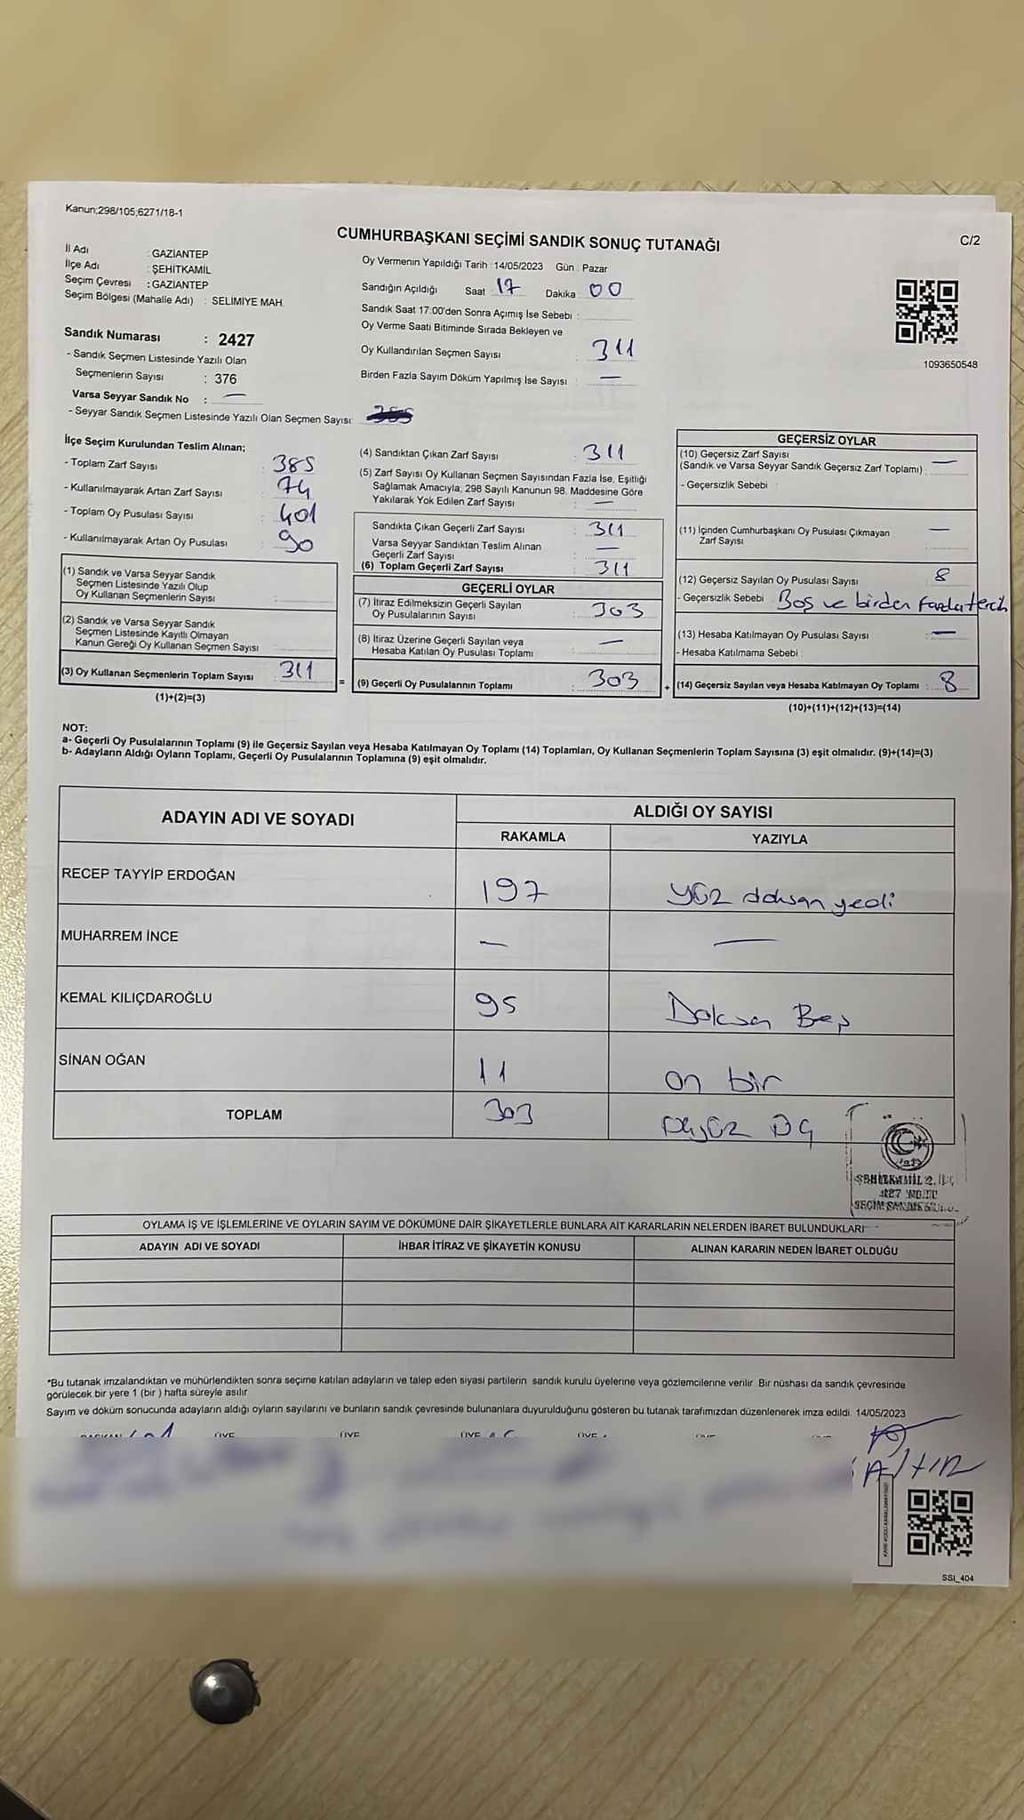 Kanun;298/105;6271/18-1
CUMHURBAŞKANI SEÇİMİ SANDIK SONUÇ TUTANAĞI
C/2
İl Adı : GAZİANTEP
İlçe Adı : ŞEHİTKAMİL
Seçim Çevresi : GAZİANTEP
Seçim Bölgesi (Mahalle Adı) : SELİMİYE MAH.
Sandık Numarası : 2427
- Sandık Seçmen Listesinde Yazılı Olan
Seçmenlerin Sayısı : 376
Varsa Seyyar Sandık No : —
- Seyyar Sandık Seçmen Listesinde Yazılı Olan Seçmen Sayısı:
Oy Vermenin Yapıldığı Tarih :14/05/2023 Gün : Pazar
Sandığın Açıldığı Saat 17 Dakika 00
Sandık Saat 17:00'den Sonra Açımış İse Sebebi :
Oy Verme Saati Bitiminde Sırada Bekleyen ve
Oy Kullandırılan Seçmen Sayısı 311
Birden Fazla Sayım Döküm Yapılmış İse Sayısı : —
1093650548
İlçe Seçim Kurulundan Teslim Alınan;
- Toplam Zarf Sayısı : 385
- Kullanılmayarak Artan Zarf Sayısı : 74
- Toplam Oy Pusulası Sayısı : 401
- Kullanılmayarak Artan Oy Pusulası : 90
(1) Sandık ve Varsa Seyyar Sandık
Seçmen Listesinde Yazılı Olup
Oy Kullanan Seçmenlerin Sayısı :
(2) Sandık ve Varsa Seyyar Sandık
Seçmen Listesinde Kayıtlı Olmayan
Kanun Gereği Oy Kullanan Seçmen Sayısı :
(3) Oy Kullanan Seçmenlerin Toplam Sayısı 311
(1)+(2)=(3)
(4) Sandıktan Çıkan Zarf Sayısı : 311
(5) Zarf Sayısı Oy Kullanan Seçmen Sayısından Fazla İse, Eşitliği
Sağlamak Amacıyla; 298 Sayılı Kanunun 98. Maddesine Göre
Yakılarak Yok Edilen Zarf Sayısı : —
Sandıkta Çıkan Geçerli Zarf Sayısı : 311
Varsa Seyyar Sandıktan Teslim Alınan
Geçerli Zarf Sayısı : —
(6) Toplam Geçerli Zarf Sayısı : 311
GEÇERLİ OYLAR
(7) İtiraz Edilmeksizin Geçerli Sayılan
Oy Pusulalarının Sayısı : 303
(8) İtiraz Üzerine Geçerli Sayılan veya
Hesaba Katılan Oy Pusulası Toplamı : —
= (9) Geçerli Oy Pusulalarının Toplamı : 303 +
GEÇERSİZ OYLAR
(10) Geçersiz Zarf Sayısı
(Sandık ve Varsa Seyyar Sandık Geçersiz Zarf Toplamı) : —
- Geçersizlik Sebebi :
(11) İçinden Cumhurbaşkanı Oy Pusulası Çıkmayan
Zarf Sayısı : —
(12) Geçersiz Sayılan Oy Pusulası Sayısı : 8
- Geçersizlik Sebebi : Boş ve birden fazla tercih
(13) Hesaba Katılmayan Oy Pusulası Sayısı : —
- Hesaba Katılmama Sebebi :
(14) Geçersiz Sayılan veya Hesaba Katılmayan Oy Toplamı : 8
(10)+(11)+(12)+(13)=(14)
NOT:
a- Geçerli Oy Pusulalarının Toplamı (9) ile Geçersiz Sayılan veya Hesaba Katılmayan Oy Toplamı (14) Toplamları, Oy Kullanan Seçmenlerin Toplam Sayısına (3) eşit olmalıdır. (9)+(14)=(3)
b- Adayların Aldığı Oyların Toplamı, Geçerli Oy Pusulalarının Toplamına (9) eşit olmalıdır.
ADAYIN ADI VE SOYADI
ALDIĞI OY SAYISI
RAKAMLA YAZIYLA
RECEP TAYYİP ERDOĞAN 197 yüz doksan yedi
MUHARREM İNCE — —
KEMAL KILIÇDAROĞLU 95 Doksan Beş
SİNAN OĞAN 11 on bir
TOPLAM 303 üçyüz üç
ŞEHİTKAMİL 2. İLÇ
OYLAMA İŞ VE İŞLEMLERİNE VE OYLARIN SAYIM VE DÖKÜMÜNE DAİR ŞİKAYETLERLE BUNLARA AİT KARARLARIN NELERDEN İBARET BULUNDUKLARI
ADAYIN ADI VE SOYADI İHBAR İTİRAZ VE ŞİKAYETİN KONUSU ALINAN KARARIN NEDEN İBARET OLDUĞU
*Bu tutanak imzalandıktan ve mühürlendikten sonra seçime katılan adayların ve talep eden siyasi partilerin sandık kurulu üyelerine veya gözlemcilerine verilir. Bir nüshası da sandık çevresinde
görülecek bir yere 1 (bir ) hafta süreyle asılır.
Sayım ve döküm sonucunda adayların aldığı oyların sayılarını ve bunların sandık çevresinde bulunanlara duyurulduğunu gösteren bu tutanak tarafımızdan düzenlenerek imza edildi. 14/05/2023
BAŞKAN ÜYE ÜYE ÜYE ÜYE
SSI_404